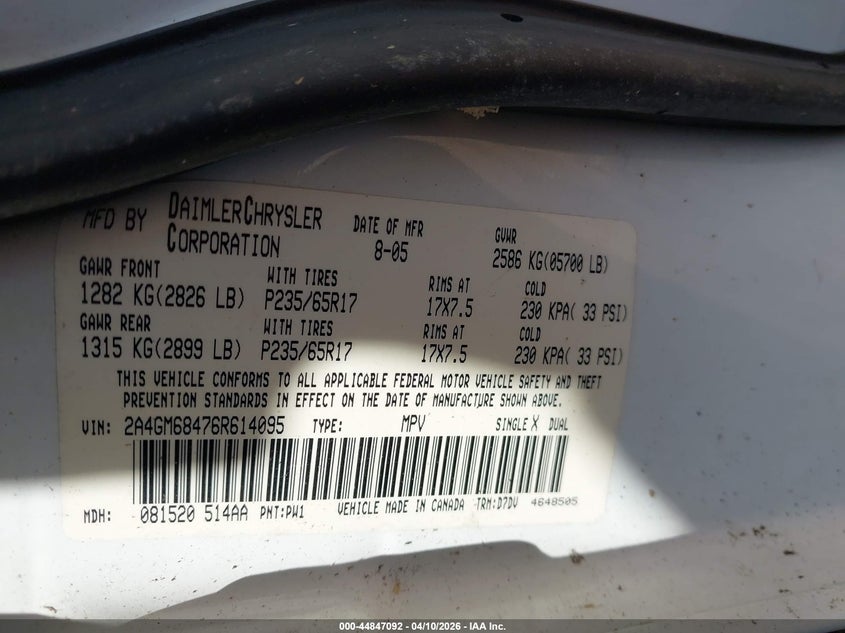 MFD BY DAIMLERCHRYSLER CORPORATION DATE OF MFR 8-05 GVWR 2586 KG(05700 LB)
GAWR FRONT WITH TIRES RIMS AT COLD
1282 KG(2826 LB) P235/65R17 17X7.5 230 KPA( 33 PSI)
GAWR REAR WITH TIRES RIMS AT COLD
1315 KG(2899 LB) P235/65R17 17X7.5 230 KPA( 33 PSI)
THIS VEHICLE CONFORMS TO ALL APPLICABLE FEDERAL MOTOR VEHICLE SAFETY AND THEFT
PREVENTION STANDARDS IN EFFECT ON THE DATE OF MANUFACTURE SHOWN ABOVE.
VIN: 2A4GM68476R614095 TYPE: MPV SINGLE X DUAL
MDH: 081520 514AA PNT:PW1 VEHICLE MADE IN CANADA TRM:D7DV 4648505
000-44847092 - 04/10/2026 - IAA Inc.